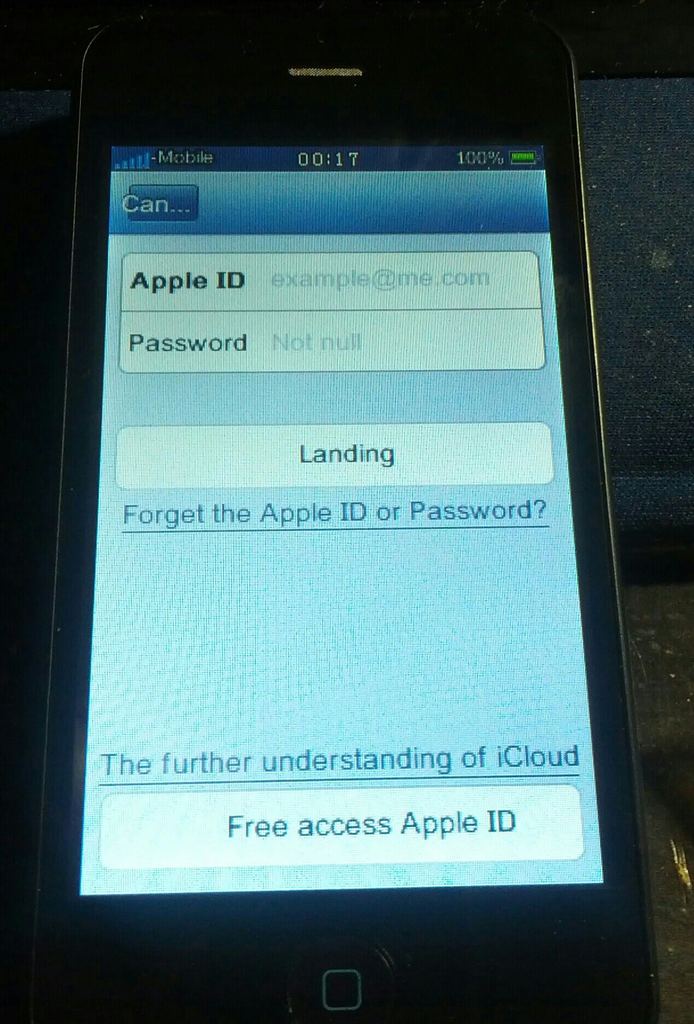 -Mobile 00:17 100%
Can...
Apple ID example@me.com
Password Not null
Landing
Forget the Apple ID or Password?
The further understanding of iCloud
Free access Apple ID